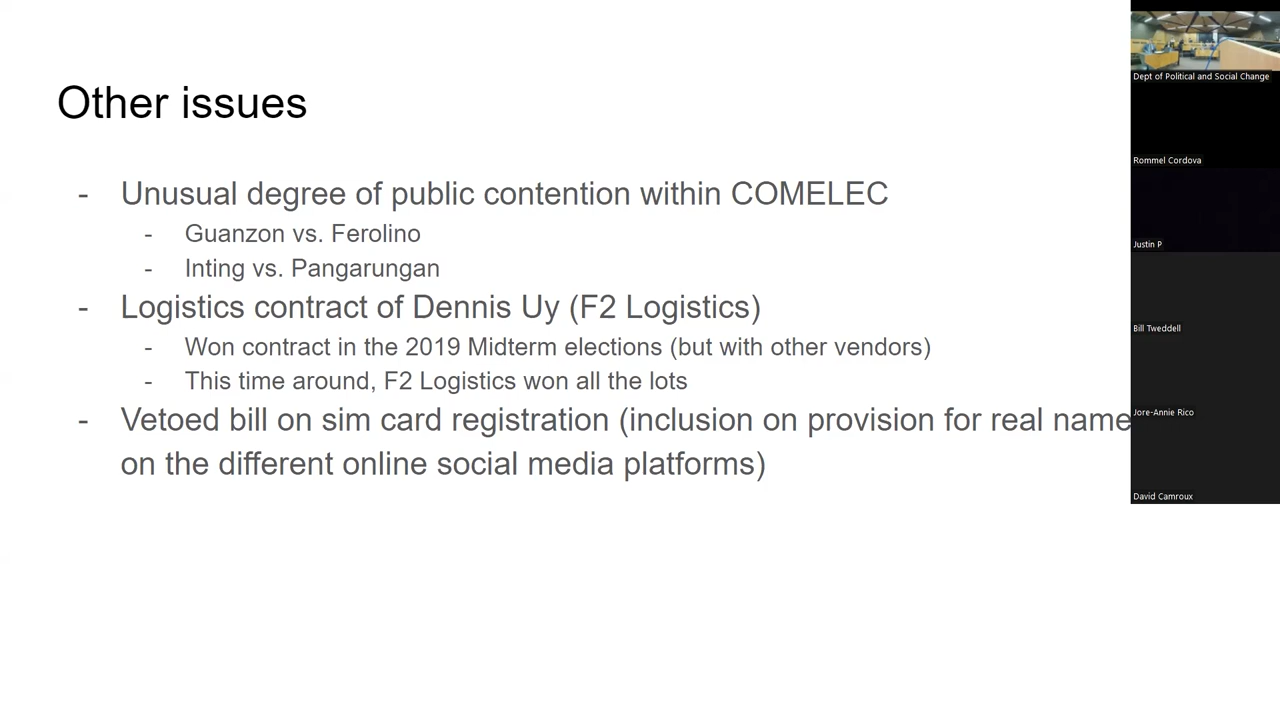 Other issues
- Unusual degree of public contention within COMELEC
- Guanzon vs. Ferolino
- Inting vs. Pangarungan
- Logistics contract of Dennis Uy (F2 Logistics)
- Won contract in the 2019 Midterm elections (but with other vendors)
- This time around, F2 Logistics won all the lots
- Vetoed bill on sim card registration (inclusion on provision for real name
on the different online social media platforms)
Dept of Political and Social Change
Rommel Cordova
Justin P
Bill Tweddell
Jore-Annie Rico
David Camroux